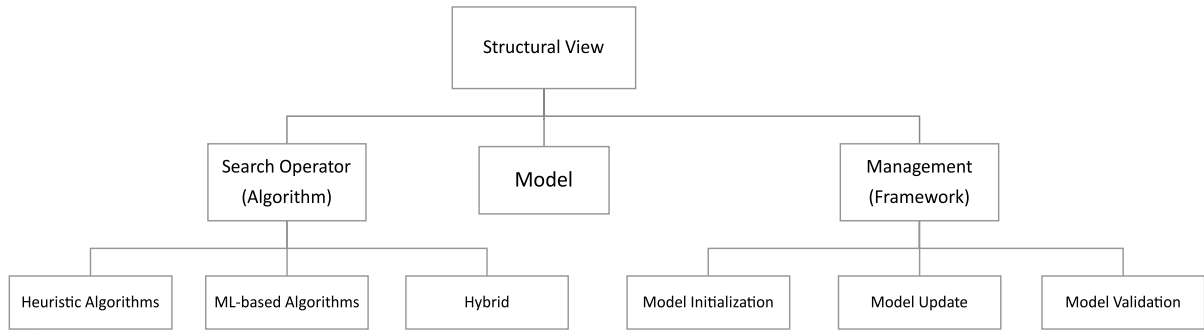 Structural View
Search Operator
(Algorithm)
Model
Management
(Framework)
Heuristic Algorithms
ML-based Algorithms
Hybrid
Model Initialization
Model Update
Model Validation